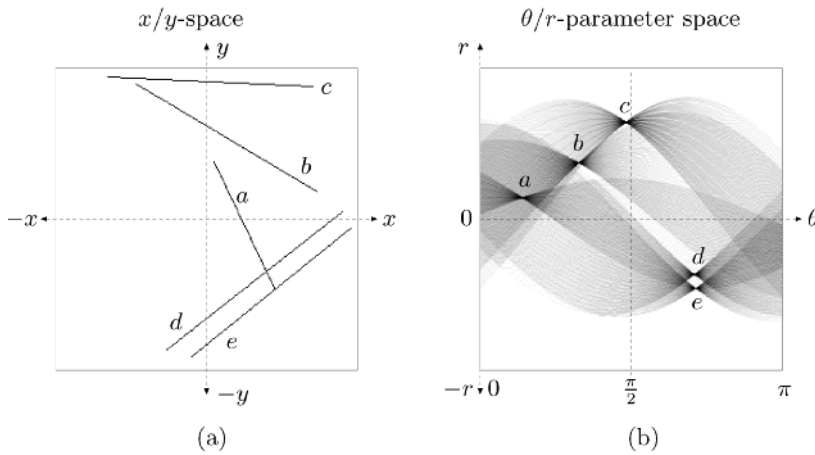 x/y-space
θ/r-parameter space
y
r
c
c
b
b
a
a
−x
x
0
θ
d
d
e
e
−y
−r
0
π/2
π
(a)
(b)